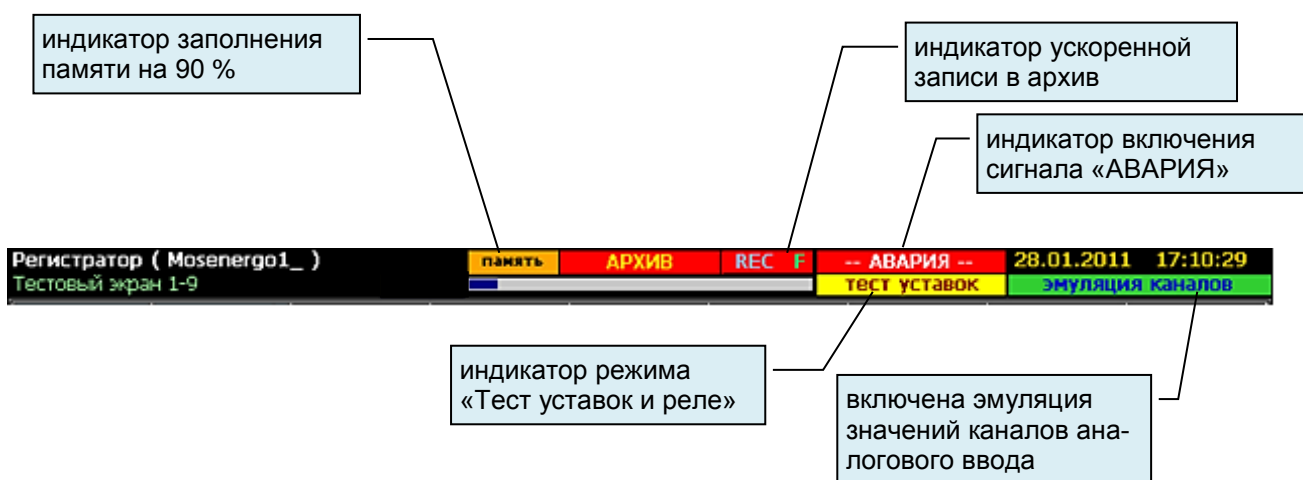 индикатор заполнения
памяти на 90 %
индикатор ускоренной
записи в архив
индикатор включения
сигнала «АВАРИЯ»
Регистратор ( Mosenergo1_ ) память АРХИВ REC F -- АВАРИЯ -- 28.01.2011 17:10:29
Тестовый экран 1-9 тест уставок эмуляция каналов
индикатор режима
«Тест уставок и реле»
включена эмуляция
значений каналов ана-
логового ввода